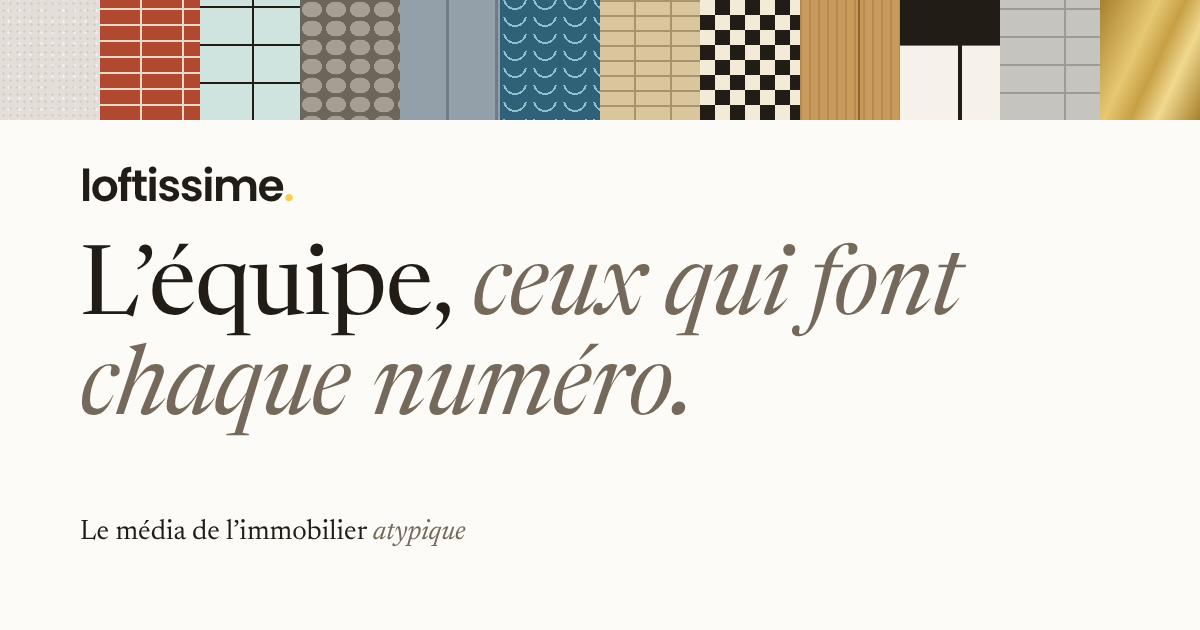 loftissime.
L’équipe, ceux qui font
chaque numéro.
Le média de l’immobilier atypique